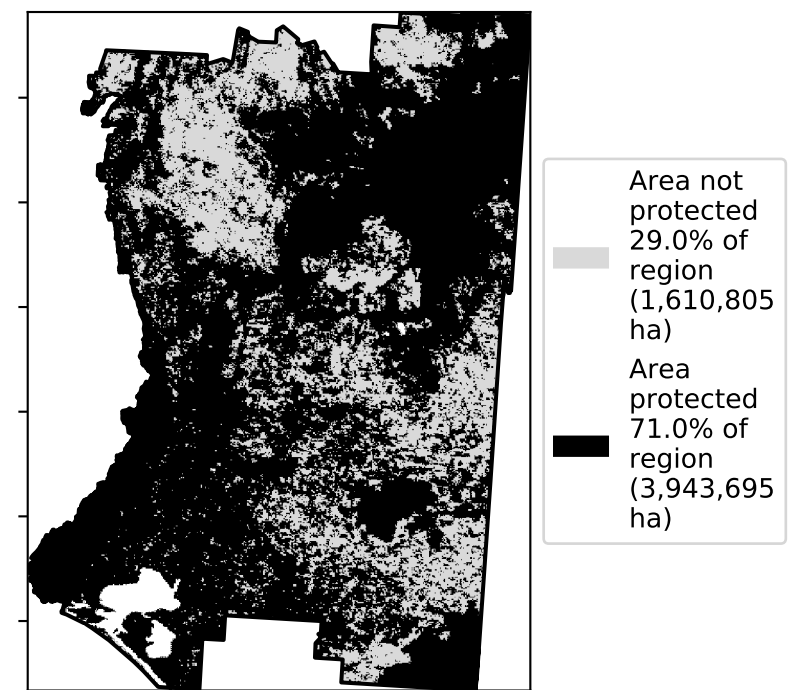 Area not
protected
29.0% of
region
(1,610,805
ha)
Area
protected
71.0% of
region
(3,943,695
ha)